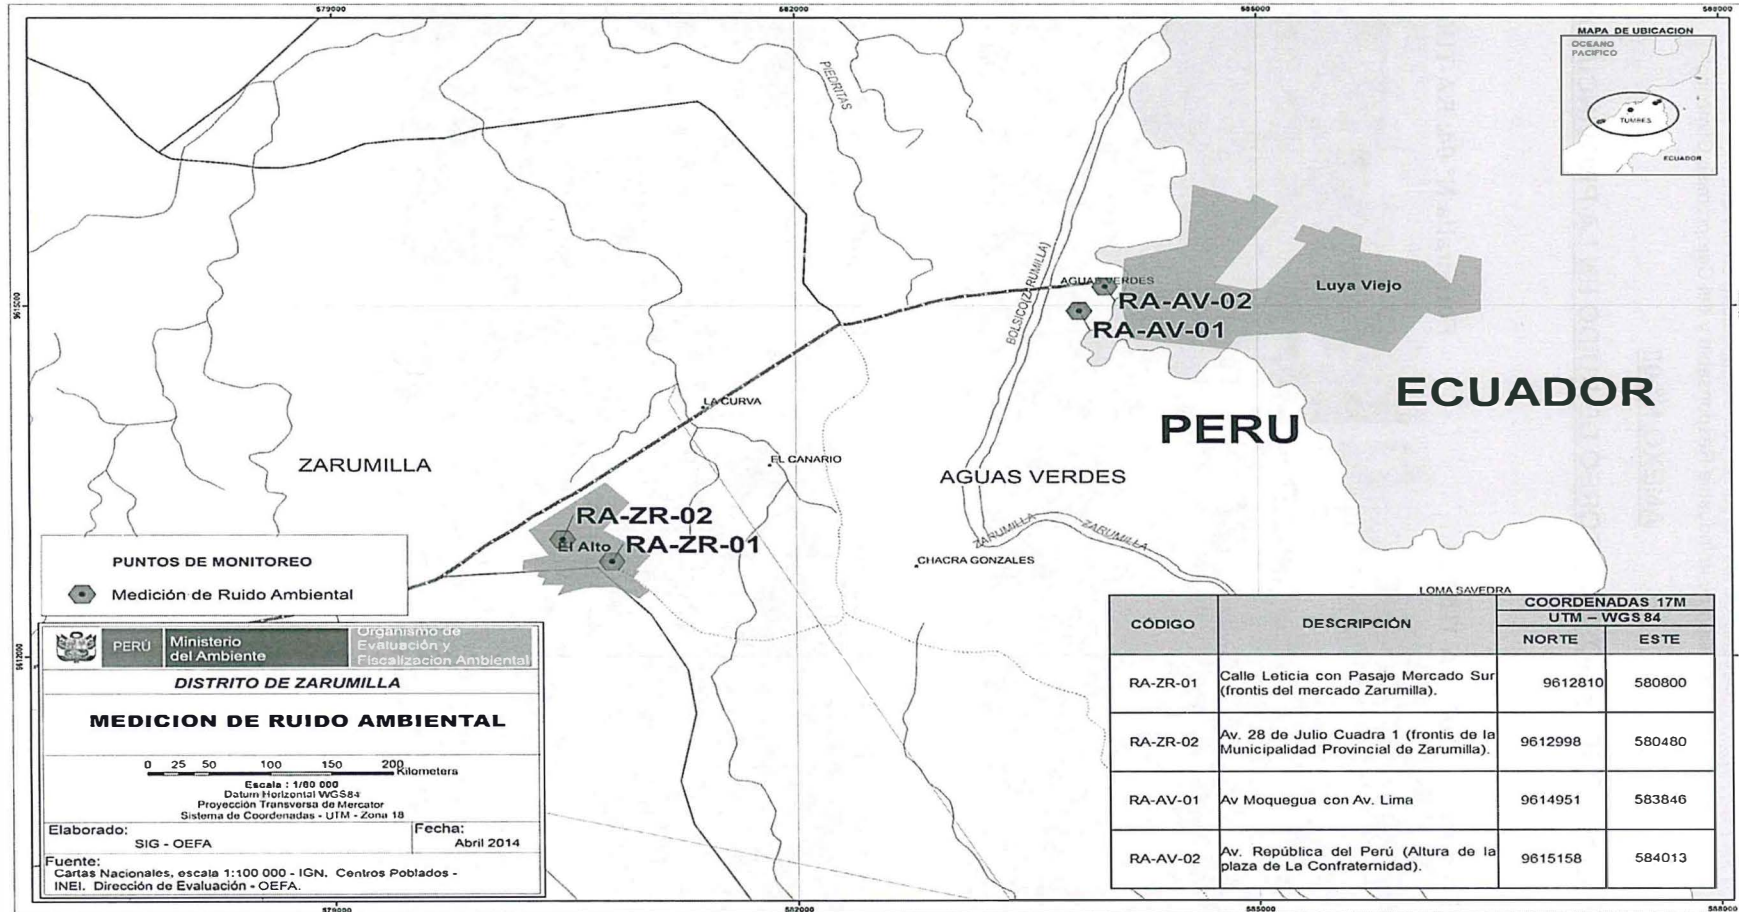 579000
582000
585000
588000
MAPA DE UBICACION
OCEANO
PACIFICO
TUMBES
ECUADOR
PIEDRITAS
BOLSICO(ZARUMILLA)
AGUAS VERDES
RA-AV-02
RA-AV-01
Luya Viejo
9615000
ECUADOR
PERU
LA CURVA
ZARUMILLA
EL CANARIO
AGUAS VERDES
RA-ZR-02
El Alto
RA-ZR-01
ZARUMILLA
ZARUMILLA
CHACRA GONZALES
LOMA SAVEDRA
PUNTOS DE MONITOREO
Medición de Ruido Ambiental
9612000
PERÚ
Ministerio
del Ambiente
Organismo de
Evaluación y
Fiscalizacion Ambiental
DISTRITO DE ZARUMILLA
MEDICION DE RUIDO AMBIENTAL
0 25 50 100 150 200
Kilometers
Escala : 1/60 000
Datum Horizontal WGS84
Proyección Transversa de Mercator
Sistema de Coordenadas - UTM - Zona 18
Elaborado:
SIG - OEFA
Fecha:
Abril 2014
Fuente:
Cartas Nacionales, escala 1:100 000 - IGN. Centros Poblados -
INEI. Dirección de Evaluación - OEFA.
CÓDIGO DESCRIPCIÓN COORDENADAS 17M
UTM – WGS 84
NORTE ESTE
RA-ZR-01 Calle Leticia con Pasaje Mercado Sur
(frontis del mercado Zarumilla). 9612810 580800
RA-ZR-02 Av. 28 de Julio Cuadra 1 (frontis de la
Municipalidad Provincial de Zarumilla). 9612998 580480
RA-AV-01 Av Moquegua con Av. Lima 9614951 583846
RA-AV-02 Av. República del Perú (Altura de la
plaza de La Confraternidad). 9615158 584013
579000
582000
585000
588000